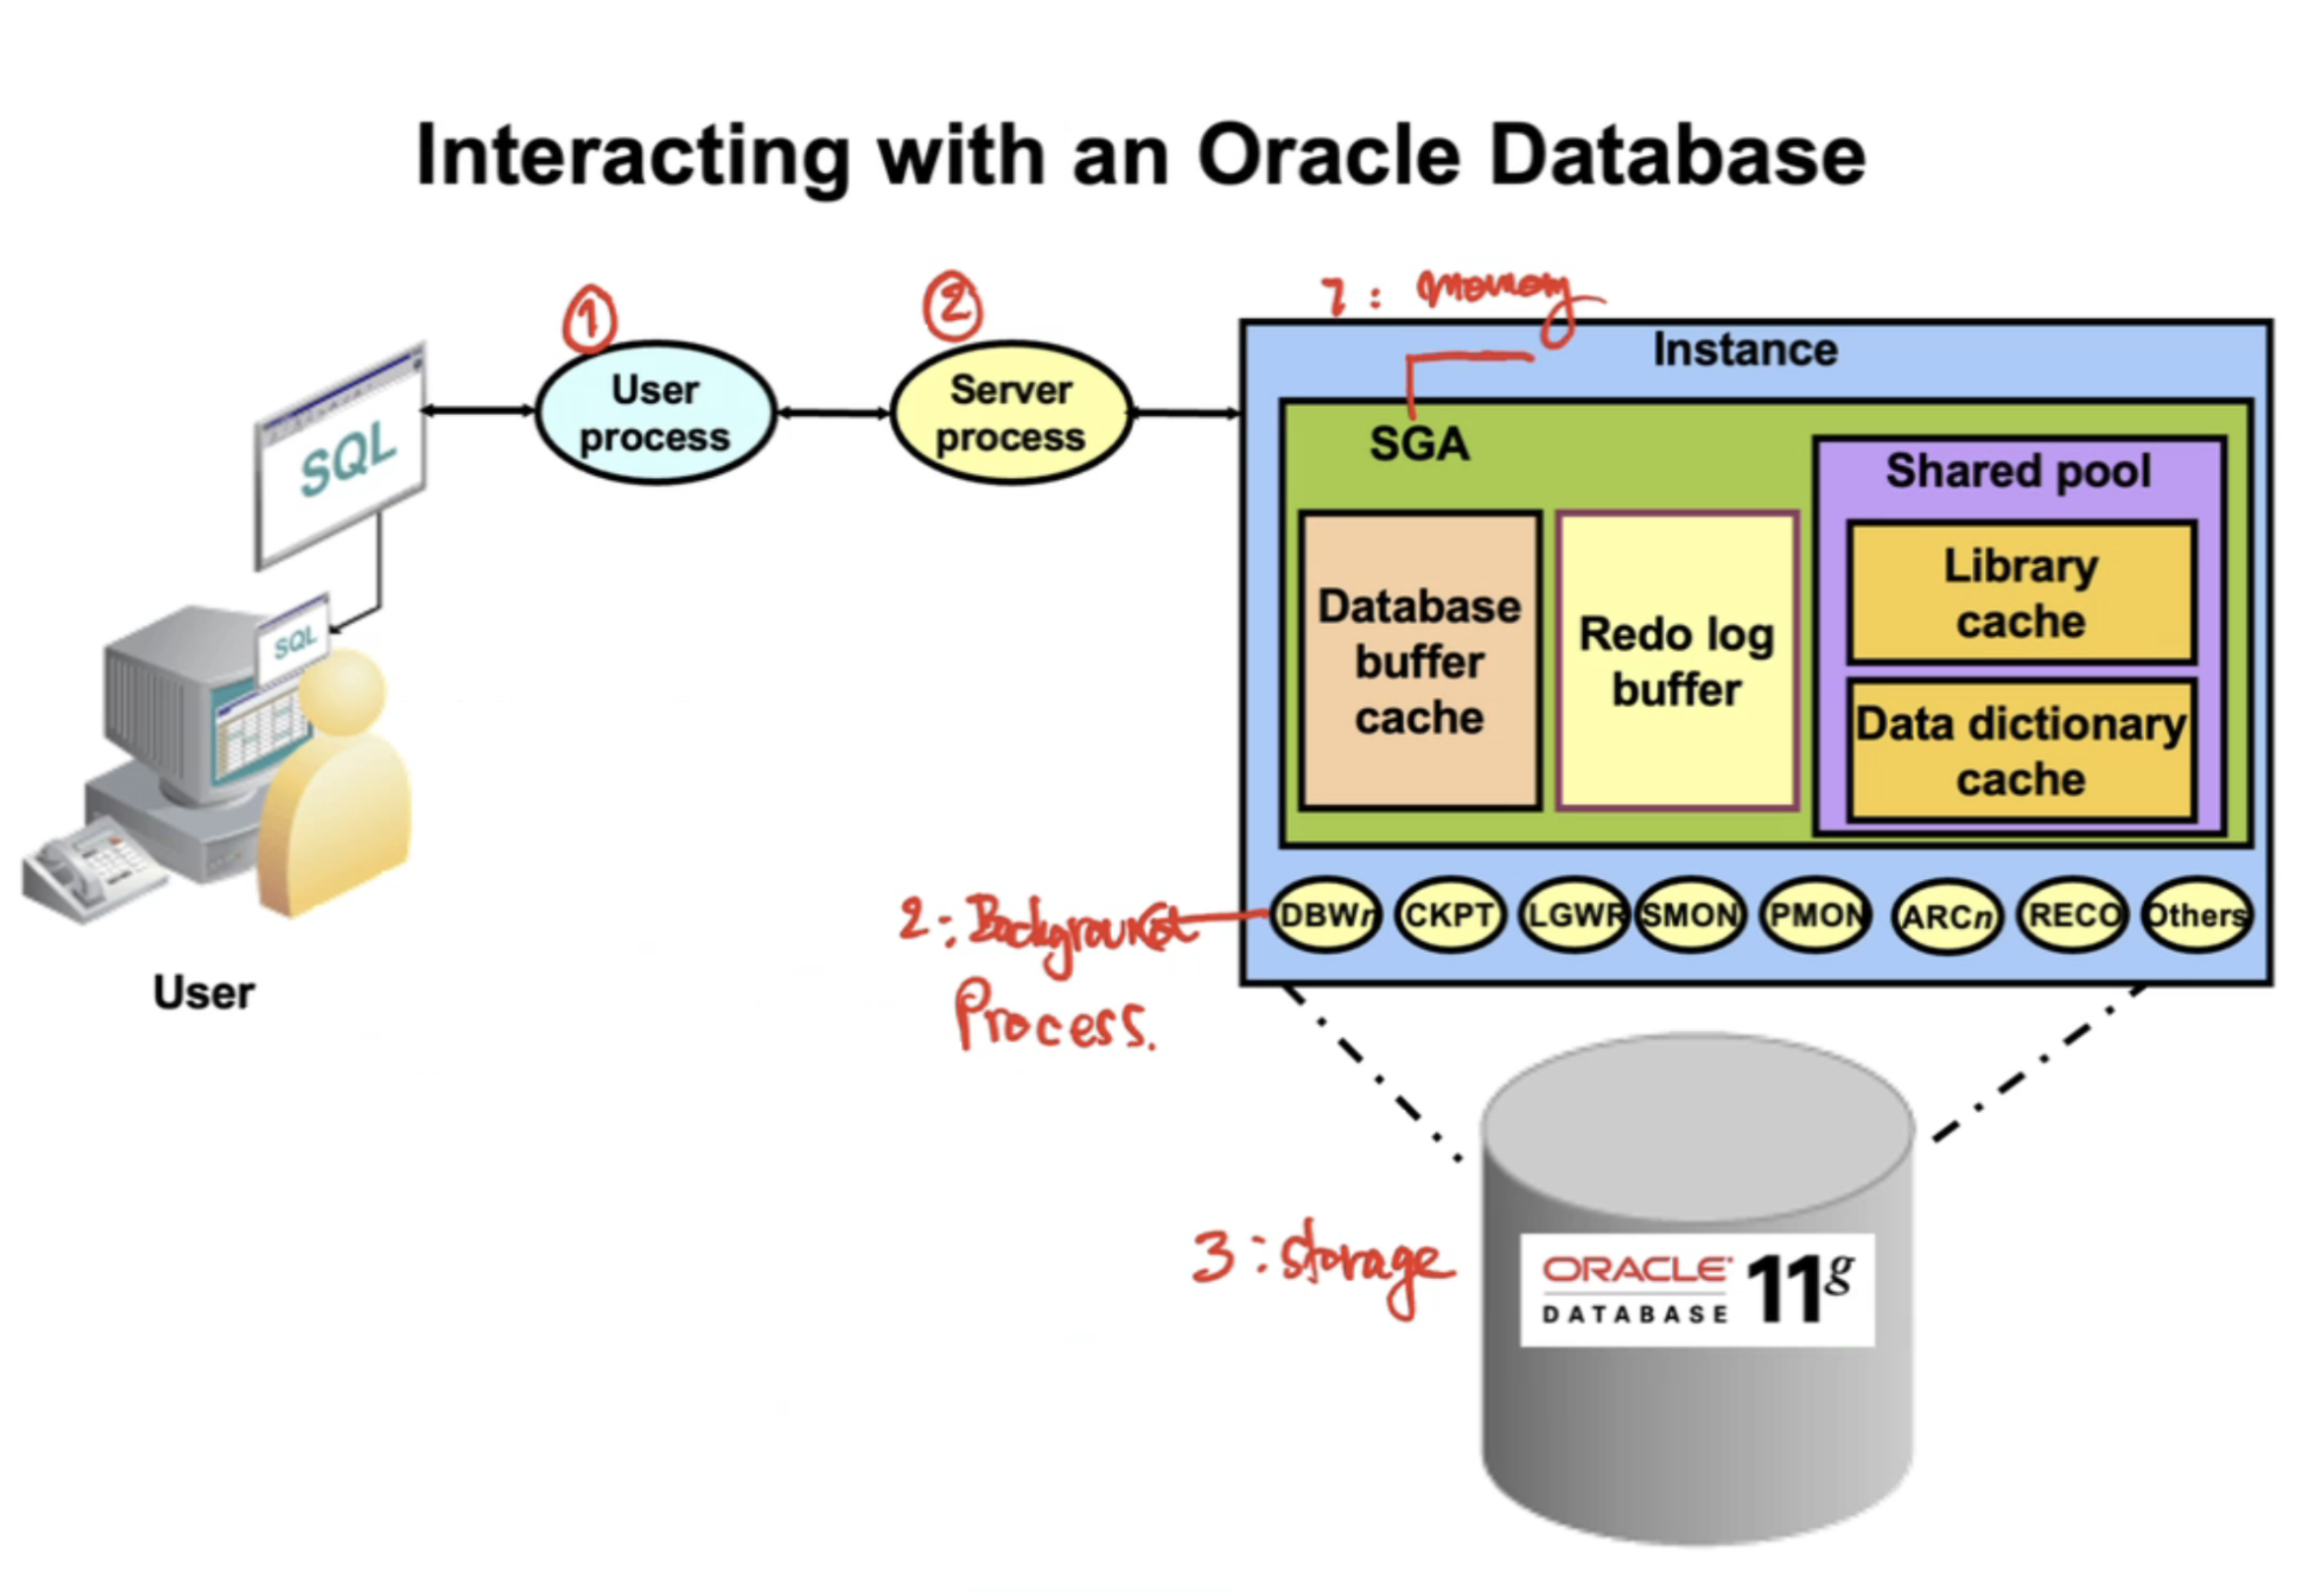 Interacting with an Oracle Database
①
②
1: memory
User
process
Server
process
Instance
SQL
SGA
Shared pool
Database
buffer
cache
Redo log
buffer
Library
cache
Data dictionary
cache
SQL
2: Background
Process.
DBWn
CKPT
LGWR
SMON
PMON
ARCn
RECO
Others
User
3: storage
ORACLE
DATABASE
11g